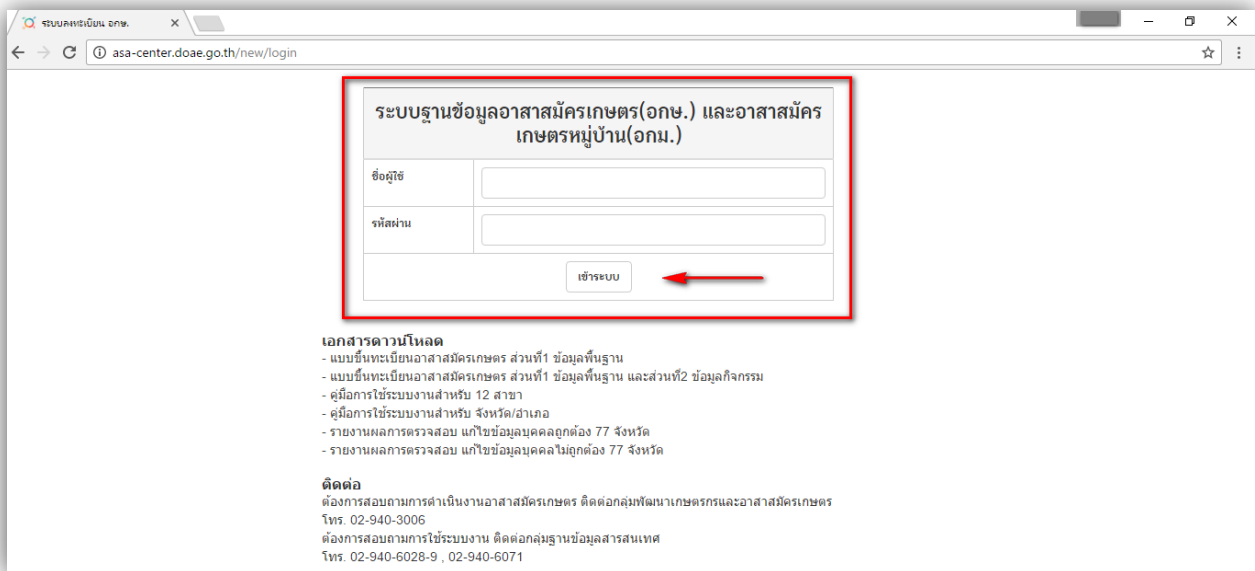 ระบบลงทะเบียน อกษ.
asa-center.doae.go.th/new/login
ระบบฐานข้อมูลอาสาสมัครเกษตร(อกษ.) และอาสาสมัคร
เกษตรหมู่บ้าน(อกม.)
ชื่อผู้ใช้
รหัสผ่าน
เข้าระบบ
เอกสารดาวน์โหลด
- แบบขึ้นทะเบียนอาสาสมัครเกษตร ส่วนที่1 ข้อมูลพื้นฐาน
- แบบขึ้นทะเบียนอาสาสมัครเกษตร ส่วนที่1 ข้อมูลพื้นฐาน และส่วนที่2 ข้อมูลกิจกรรม
- คู่มือการใช้ระบบงานสำหรับ 12 สาขา
- คู่มือการใช้ระบบงานสำหรับ จังหวัด/อำเภอ
- รายงานผลการตรวจสอบ แก้ไขข้อมูลบุคคลถูกต้อง 77 จังหวัด
- รายงานผลการตรวจสอบ แก้ไขข้อมูลบุคคลไม่ถูกต้อง 77 จังหวัด
ติดต่อ
ต้องการสอบถามการดำเนินงานอาสาสมัครเกษตร ติดต่อกลุ่มพัฒนาเกษตรกรและอาสาสมัครเกษตร
โทร. 02-940-3006
ต้องการสอบถามการใช้ระบบงาน ติดต่อกลุ่มฐานข้อมูลสารสนเทศ
โทร. 02-940-6028-9 , 02-940-6071